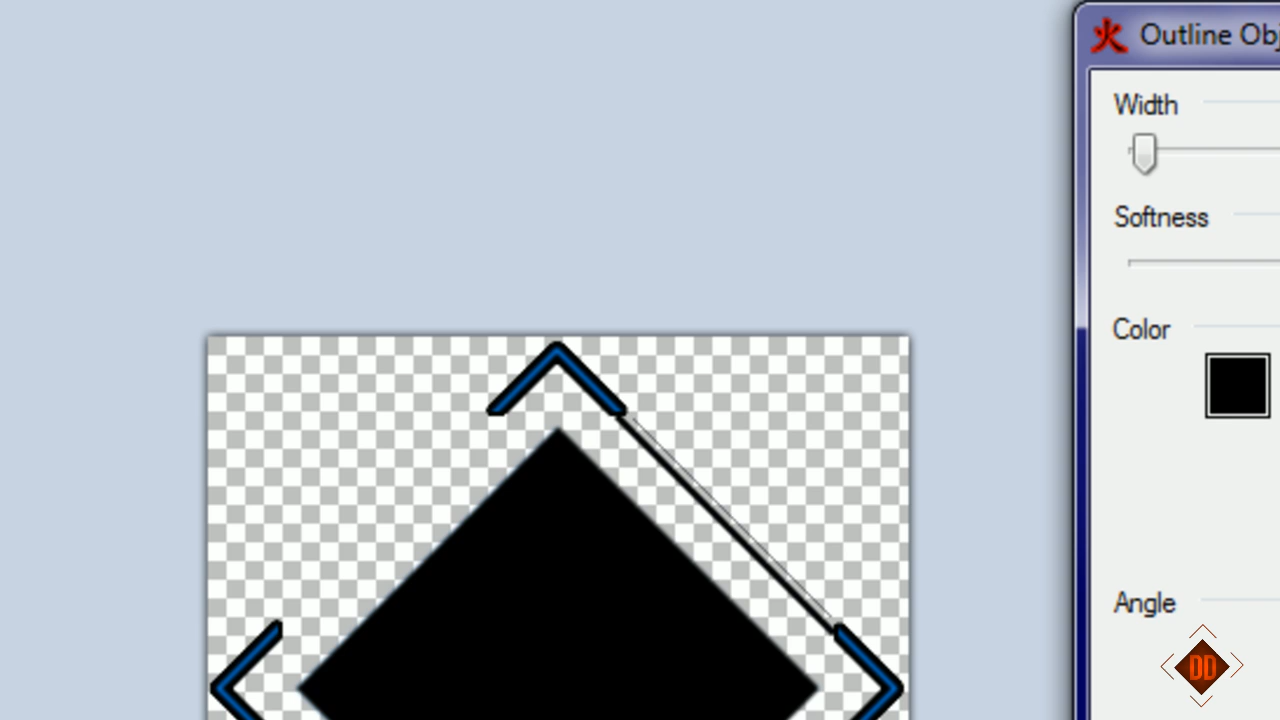 火 Outline Obj
Width
Softness
Color
Angle
DD